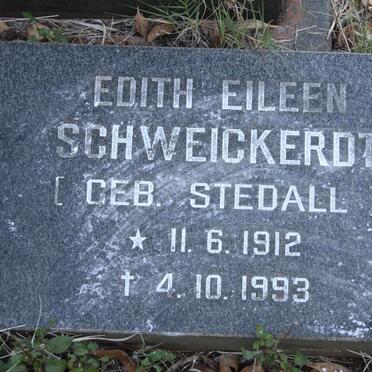 EDITH EILEEN
SCHWEICKERDT
[ GEB. STEDALL
★ 11. 6. 1912
† 4. 10. 1993